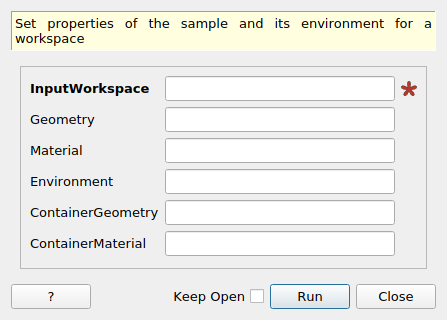 Set properties of the sample and its environment for a
workspace
InputWorkspace
Geometry
Material
Environment
ContainerGeometry
ContainerMaterial
? Keep Open Run Close